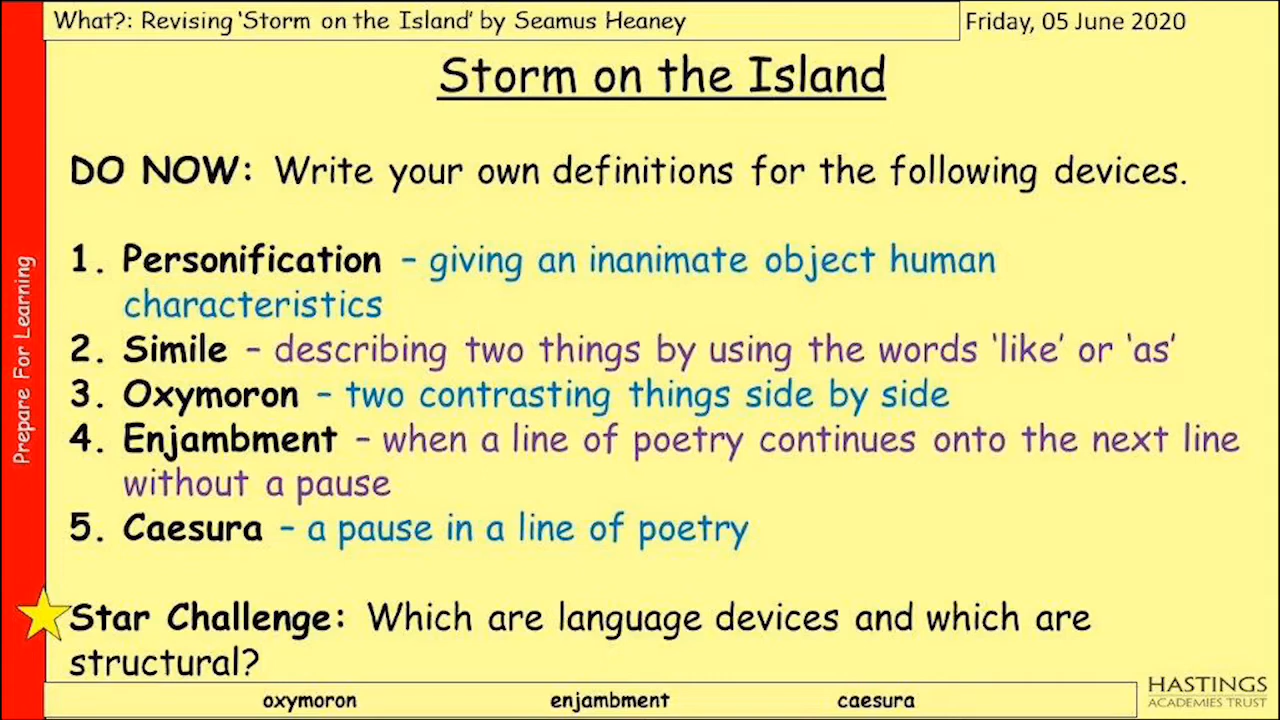 What?: Revising ‘Storm on the Island’ by Seamus Heaney
Friday, 05 June 2020
Storm on the Island
DO NOW: Write your own definitions for the following devices.
1. Personification – giving an inanimate object human
characteristics
2. Simile – describing two things by using the words ‘like’ or ‘as’
3. Oxymoron – two contrasting things side by side
4. Enjambment – when a line of poetry continues onto the next line
without a pause
5. Caesura – a pause in a line of poetry
Prepare For Learning
Star Challenge: Which are language devices and which are
structural?
oxymoron enjambment caesura
HASTINGS
ACADEMIES TRUST